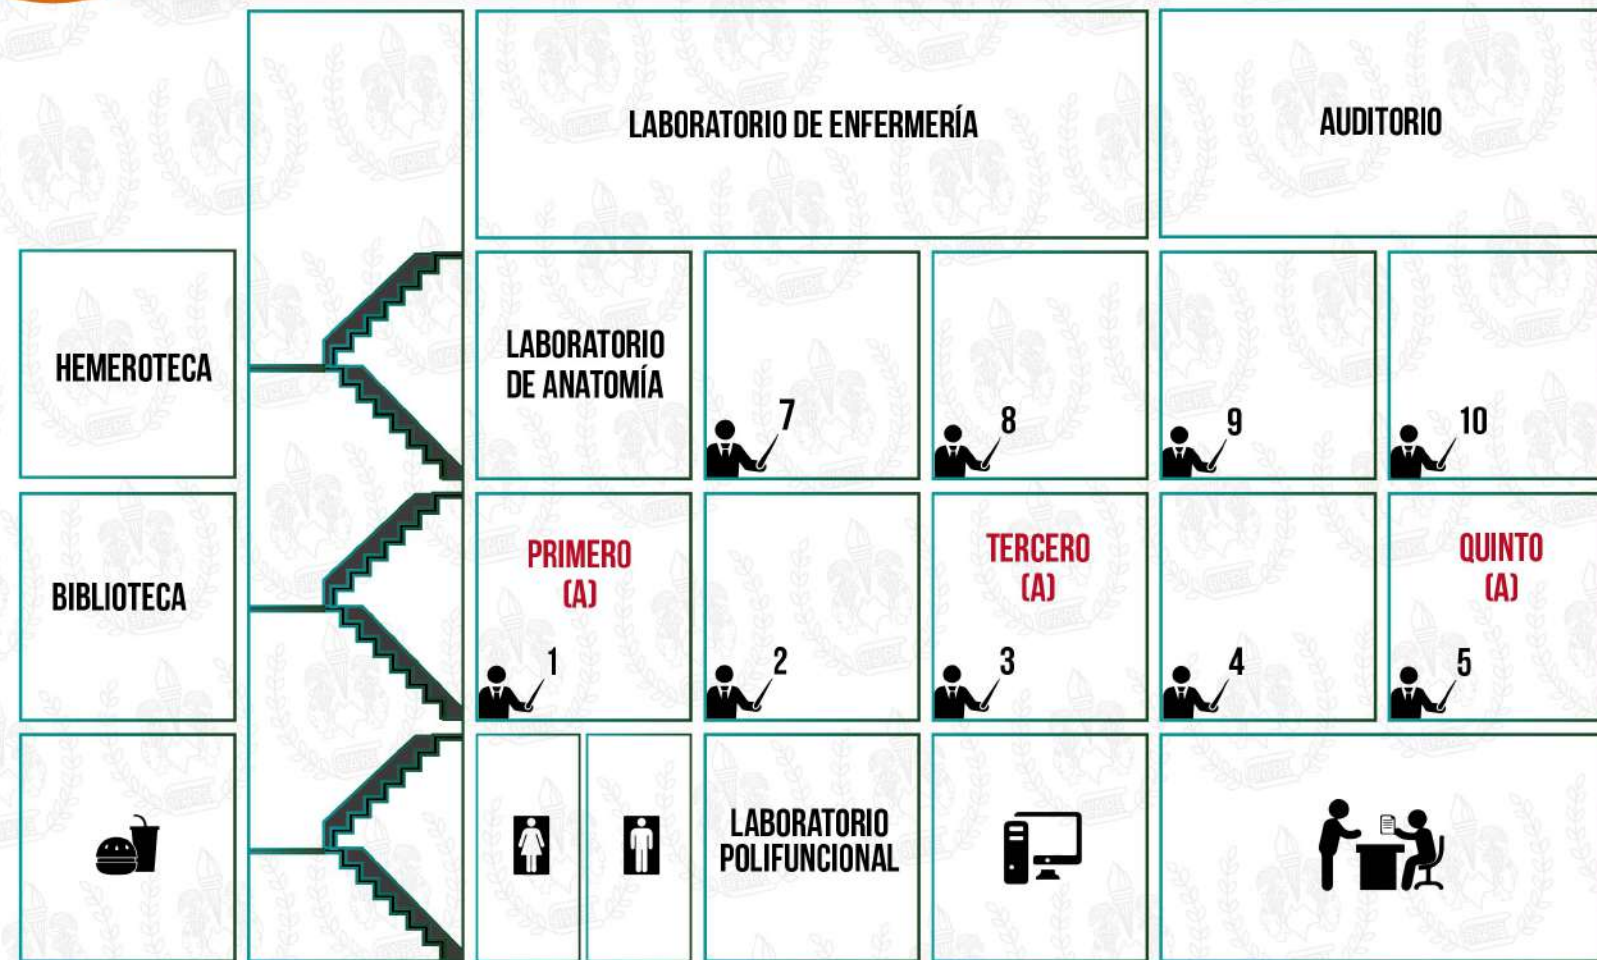 LABORATORIO DE ENFERMERÍA
AUDITORIO
HEMEROTECA
LABORATORIO
DE ANATOMÍA
7
8
9
10
BIBLIOTECA
PRIMERO
(A)
1
2
TERCERO
(A)
3
4
QUINTO
(A)
5
LABORATORIO
POLIFUNCIONAL